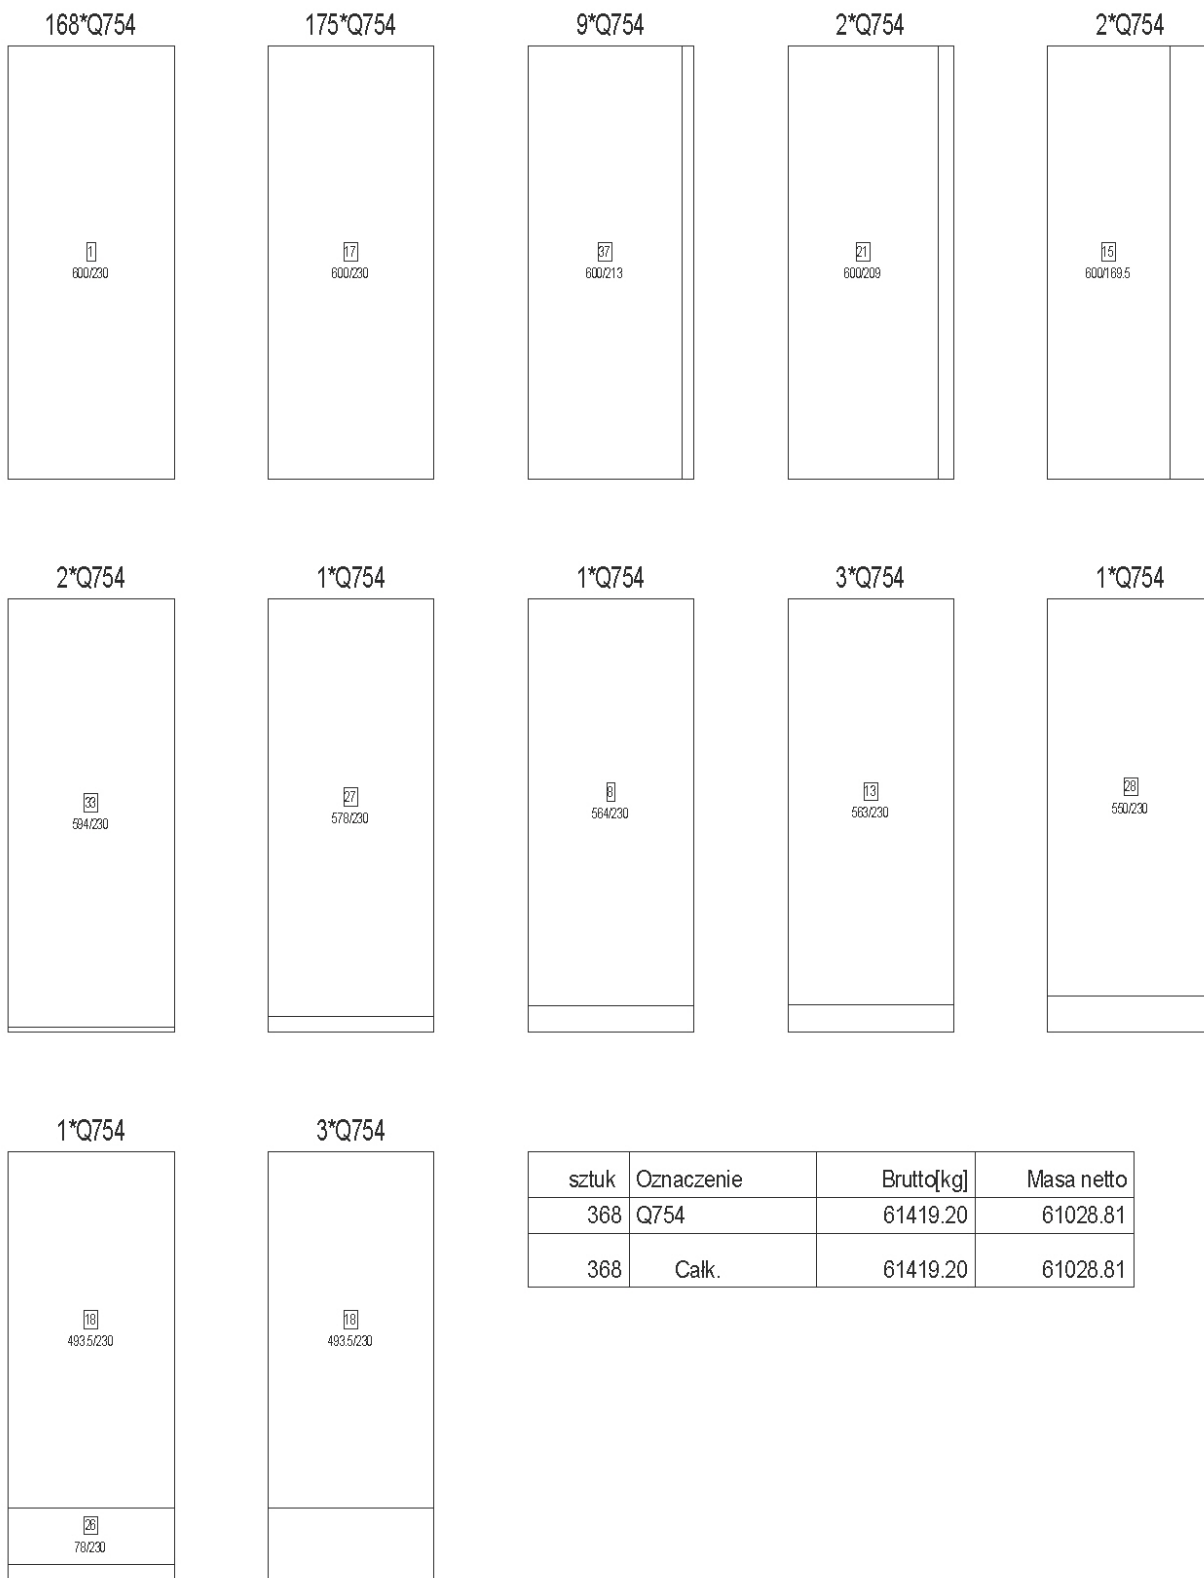 168*Q754
175*Q754
9*Q754
2*Q754
2*Q754
1
600/230
17
600/230
37
600/213
21
600/209
15
600/169.5
2*Q754
1*Q754
1*Q754
3*Q754
1*Q754
33
594/230
27
578/230
8
564/230
13
563/230
28
550/230
1*Q754
3*Q754
18
493.5/230
26
78/230
18
493.5/230
sztuk Oznaczenie Brutto[kg] Masa netto
368 Q754 61419.20 61028.81
368 Całk. 61419.20 61028.81